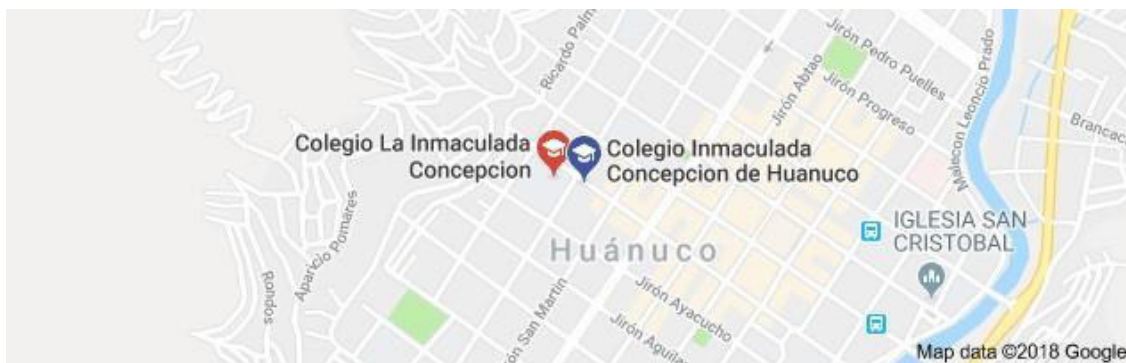 Ricardo Palm
Jirón Pedro Puelles
Jirón Abtao
Jirón Progreso
Malecon Leoncio Prado
Brancac
Colegio La Inmaculada
Concepcion
Colegio Inmaculada
Concepcion de Huanuco
Aparicio Pomares
Rondos
Huánuco
IGLESIA SAN
CRISTOBAL
Jirón San Martin
Jirón Ayacucho
Jirón Aguila
Map data ©2018 Google